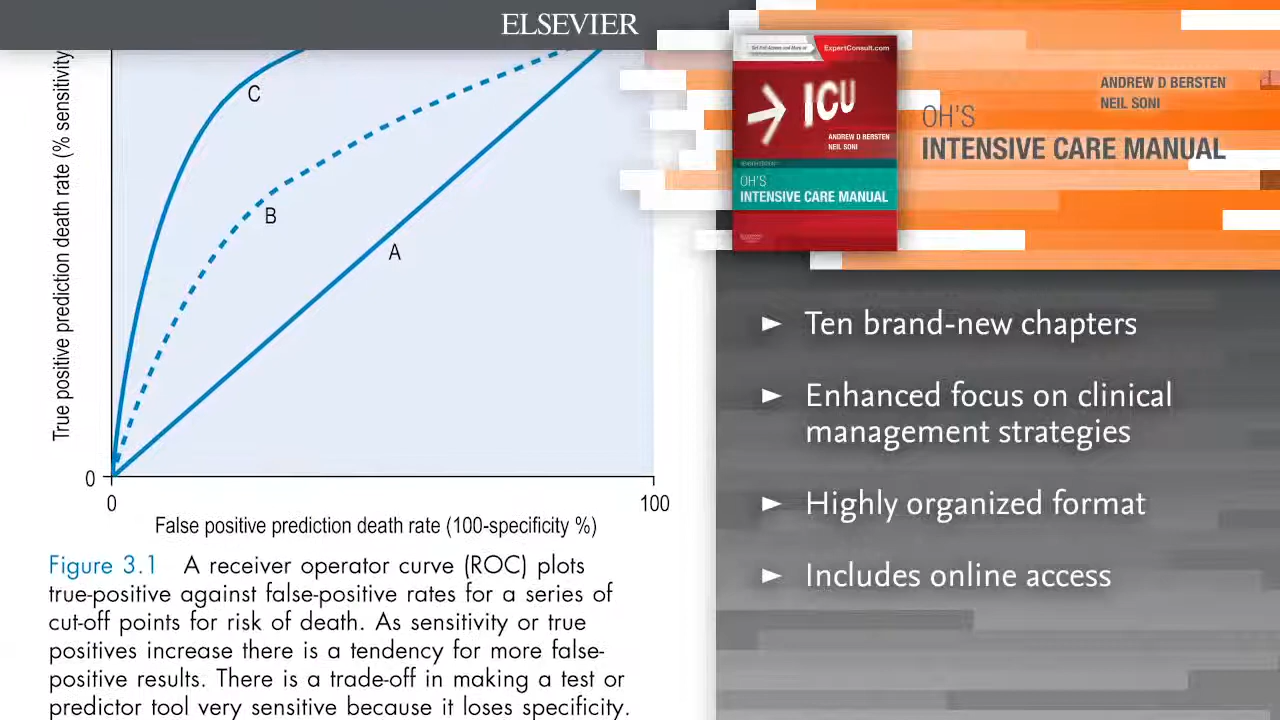 ELSEVIER
True positive prediction death rate (% sensitivity
C
B
A
0
0
100
False positive prediction death rate (100-specificity %)
Figure 3.1 A receiver operator curve (ROC) plots
true-positive against false-positive rates for a series of
cut-off points for risk of death. As sensitivity or true
positives increase there is a tendency for more false-
positive results. There is a trade-off in making a test or
predictor tool very sensitive because it loses specificity.
ExpertConsult.com
ICU
ANDREW D BERSTEN
NEIL SONI
OH'S
INTENSIVE CARE MANUAL
ANDREW D BERSTEN
NEIL SONI
OH'S
INTENSIVE CARE MANUAL
► Ten brand-new chapters
► Enhanced focus on clinical
management strategies
► Highly organized format
► Includes online access